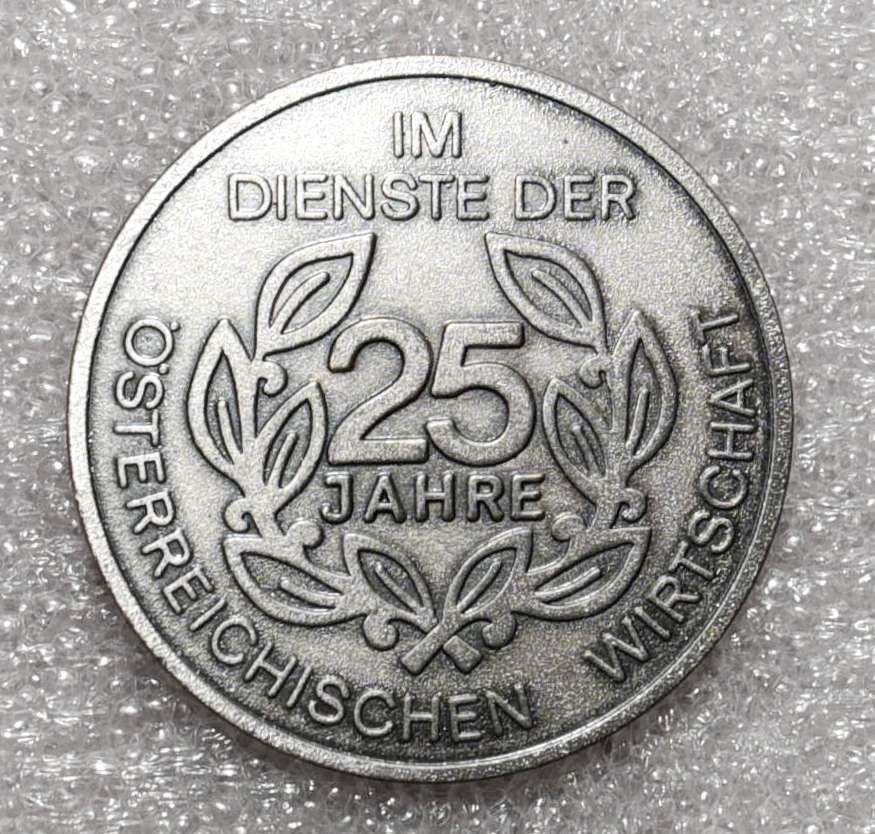 IM
DIENSTE DER
25
JAHRE
ÖSTERREICHISCHEN WIRTSCHAFT